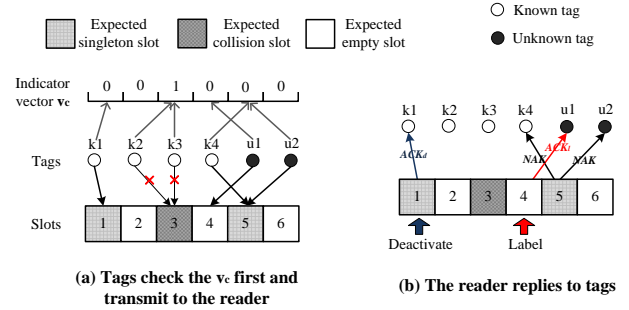 Expected
singleton slot
Expected
collision slot
Expected
empty slot
Known tag
Unknown tag
Indicator
vector vc
0 0 1 0 0 0
k1 k2 k3 k4 u1 u2
Tags
Slots
1 2 3 4 5 6
(a) Tags check the vc first and
transmit to the reader
k1 k2 k3 k4 u1 u2
ACKd
NAK
ACKl
NAK
1 2 3 4 5 6
Deactivate
Label
(b) The reader replies to tags